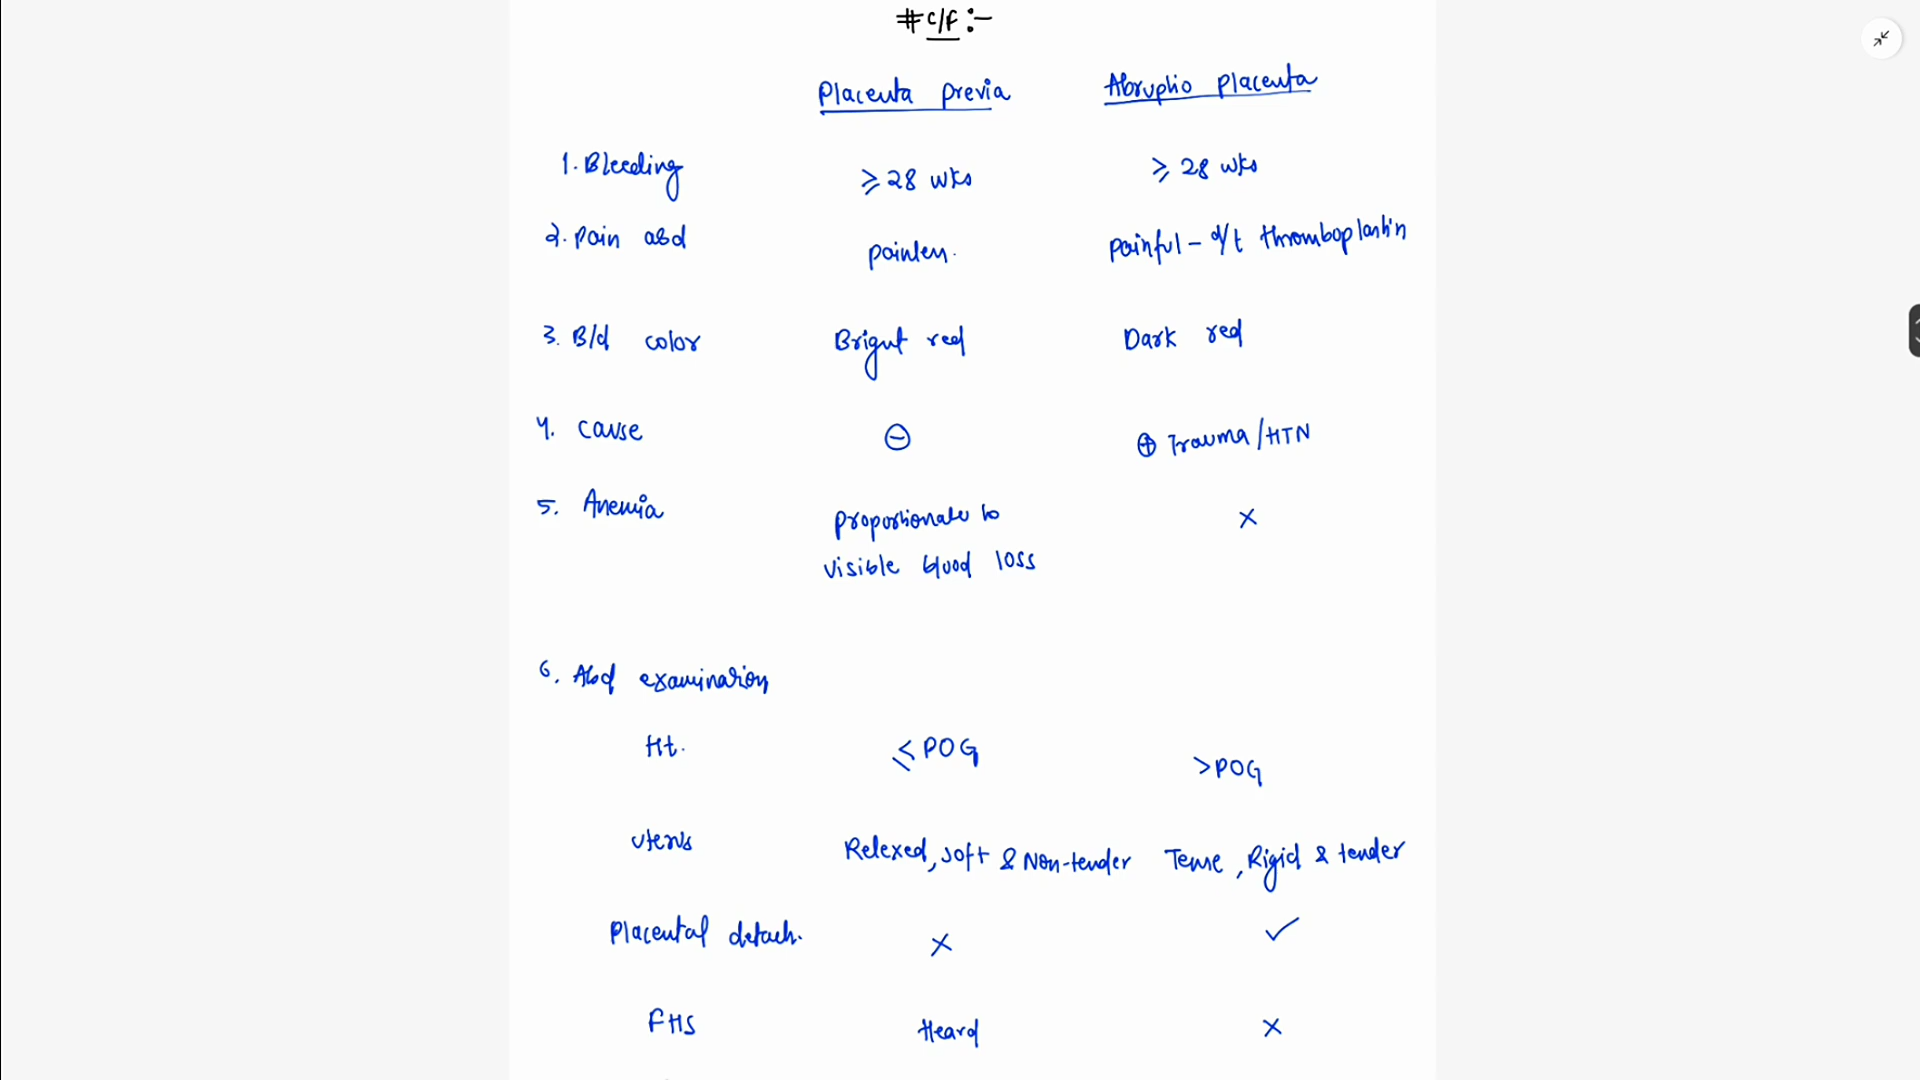 # c/f :-
Placenta previa Abruptio placenta
1. Bleeding ≥ 28 wks ≥ 28 wks
2. Pain abd painless. Painful - d/t thromboplastin
3. B/d color Brigut red Dark red
4. Cause ⊖ ⊕ Trauma/HTN
5. Anemia proportionate to ×
visible blood loss
6. Abd examination
Ht. ≤ POG >POG
Uterus Relexed, soft & Non-tender Tense, Rigid & tender
Placental detach. × ✓
FHS Heard ×